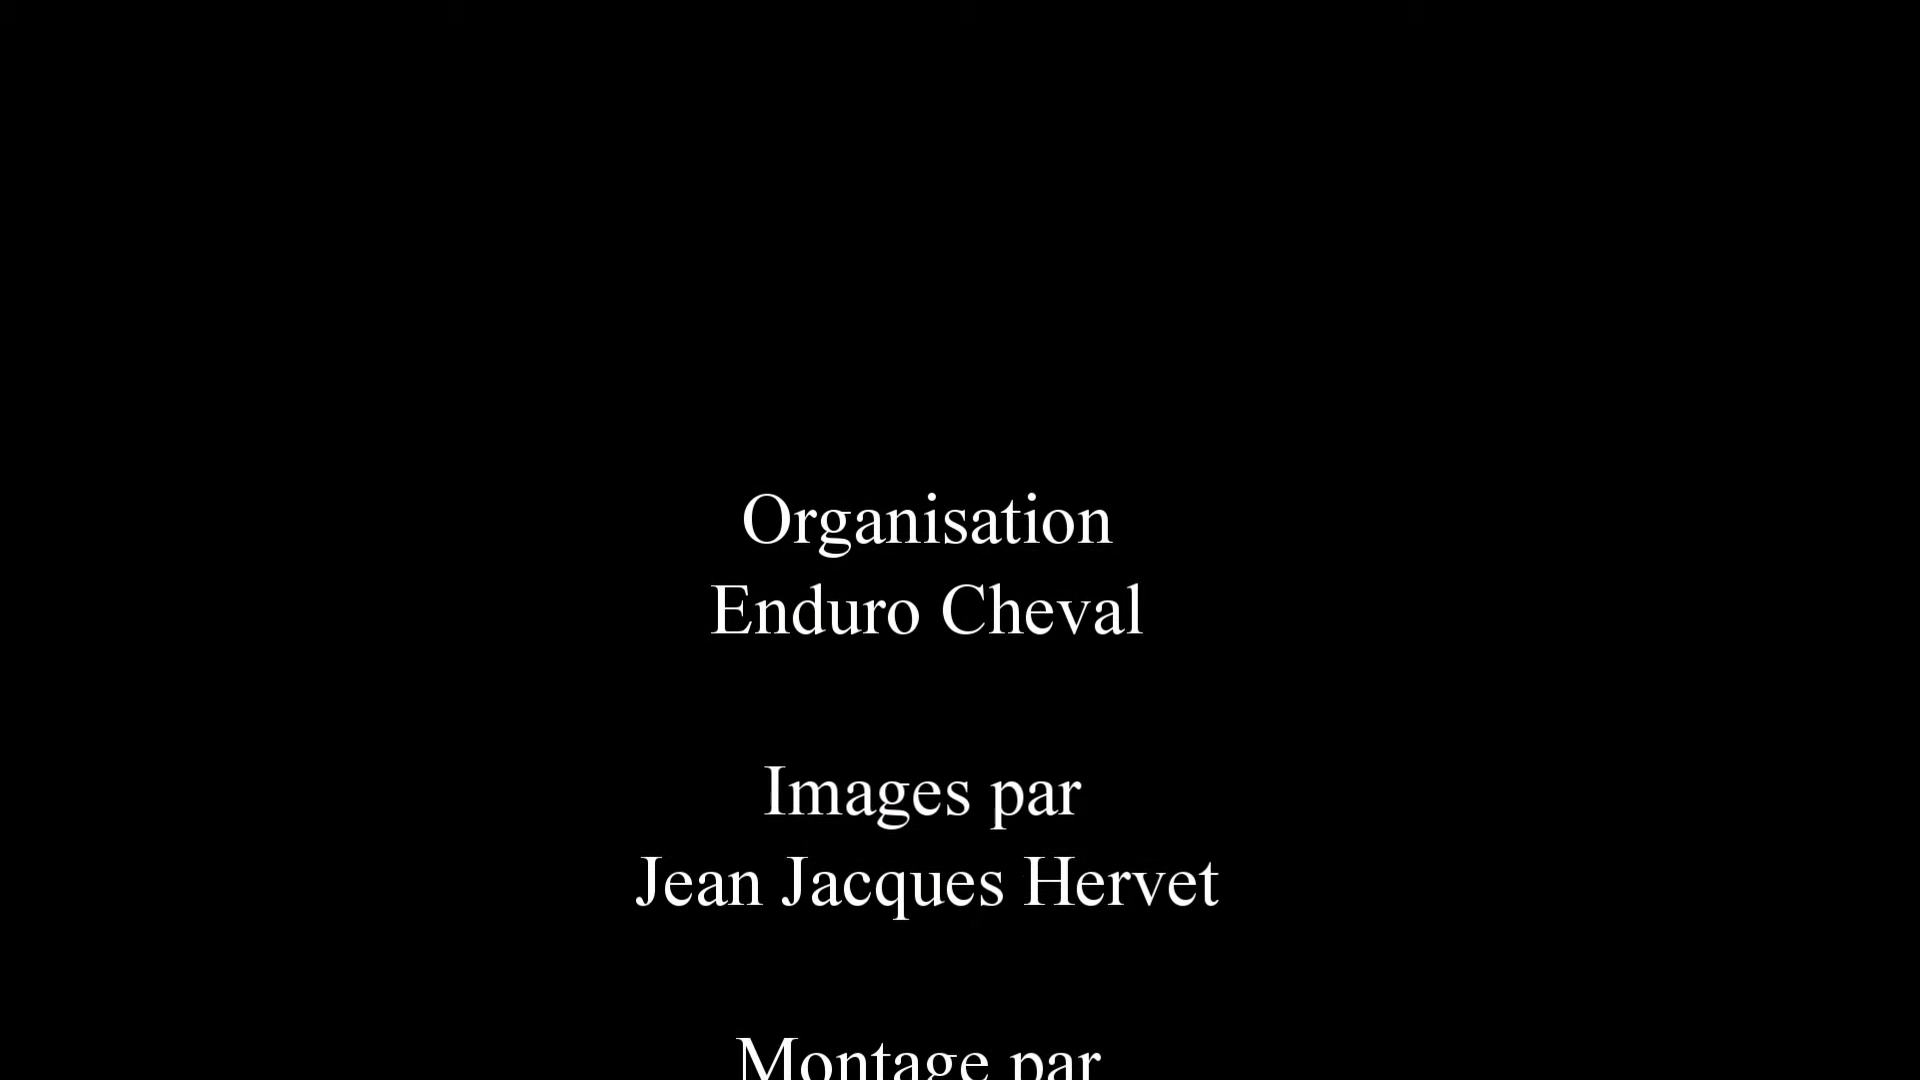 Organisation
Enduro Cheval
Images par
Jean Jacques Hervet
Montage par